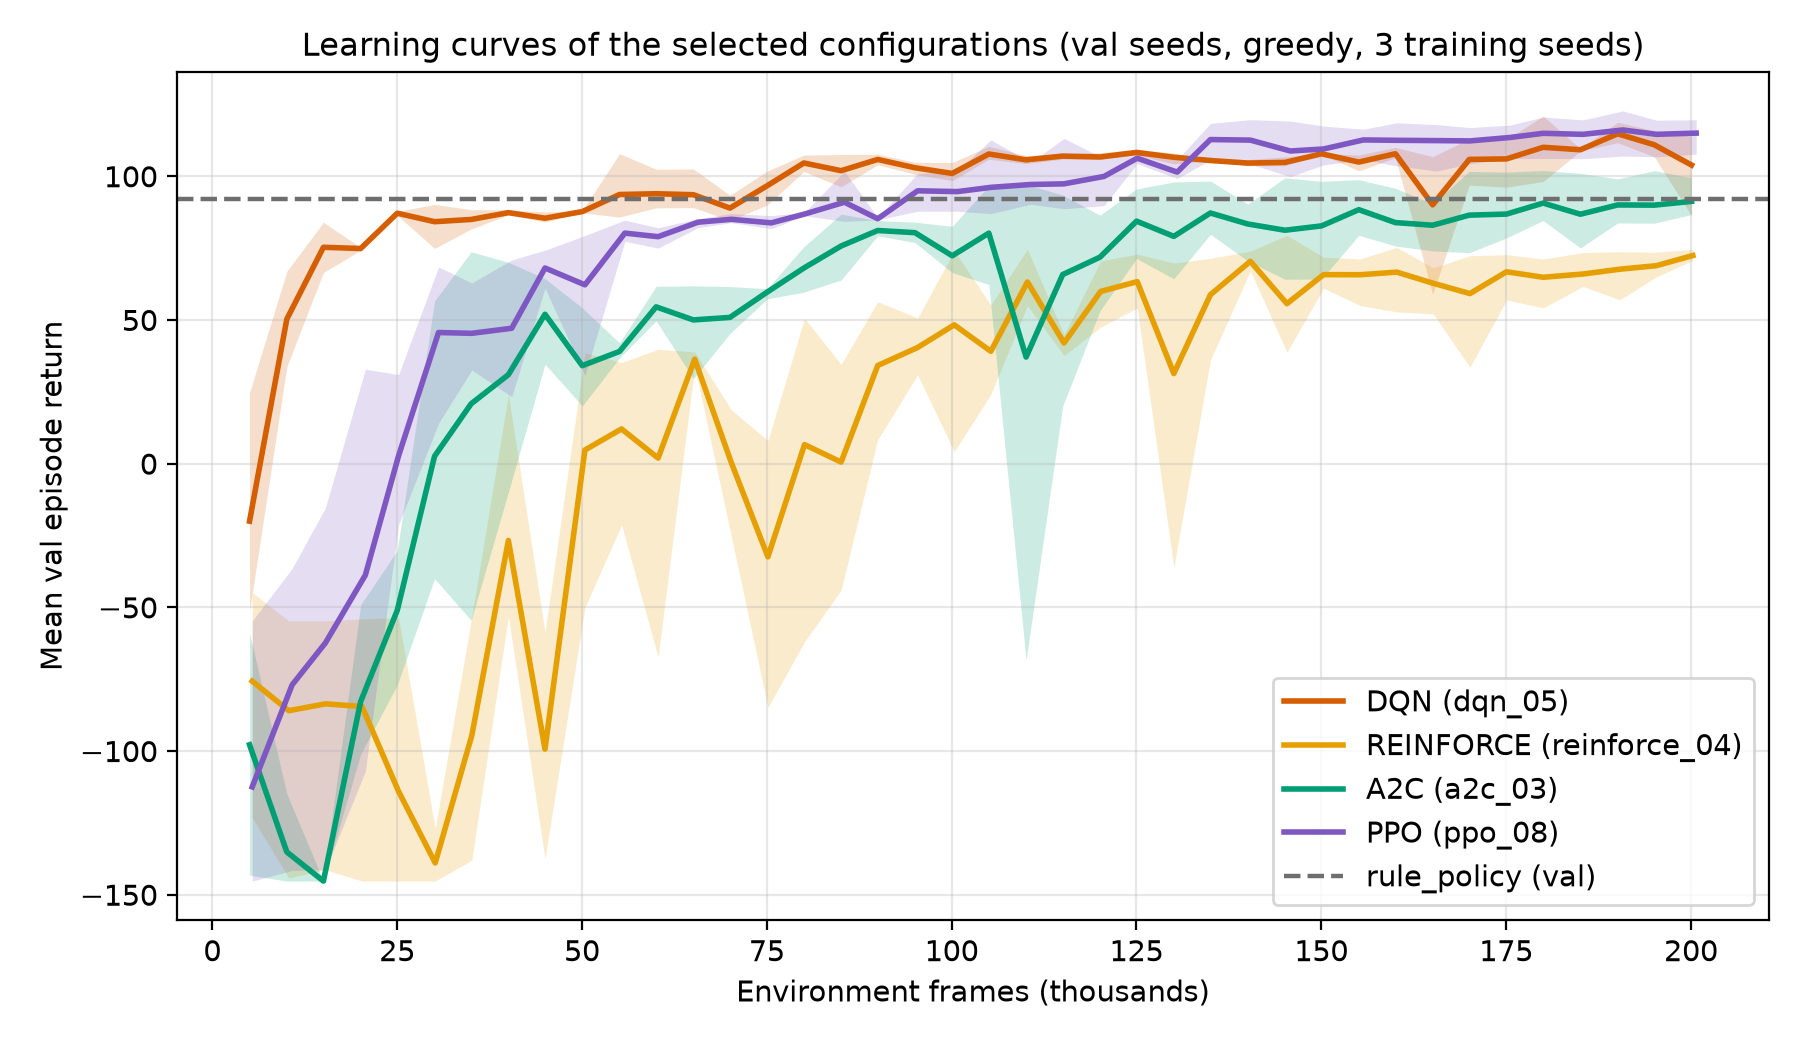 Learning curves of the selected configurations (val seeds, greedy, 3 training seeds)
Mean val episode return
100
50
0
−50
−100
−150
DQN (dqn_05)
REINFORCE (reinforce_04)
A2C (a2c_03)
PPO (ppo_08)
rule_policy (val)
0 25 50 75 100 125 150 175 200
Environment frames (thousands)